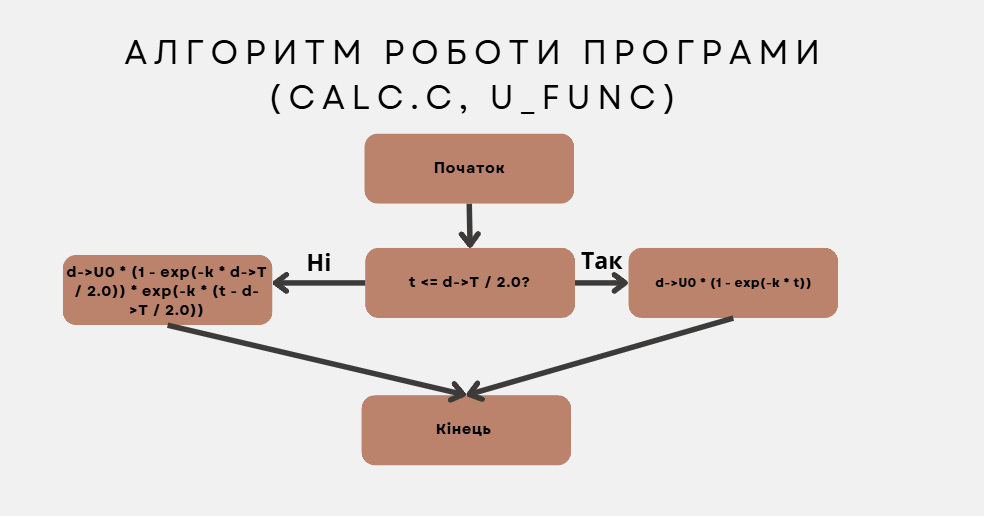 АЛГОРИТМ РОБОТИ ПРОГРАМИ
(CALC.C, U_FUNC)
Початок
Ні
Так
d->U0 * (1 - exp(-k * d->T
/ 2.0)) * exp(-k * (t - d-
>T / 2.0))
t <= d->T / 2.0?
d->U0 * (1 - exp(-k * t))
Кінець